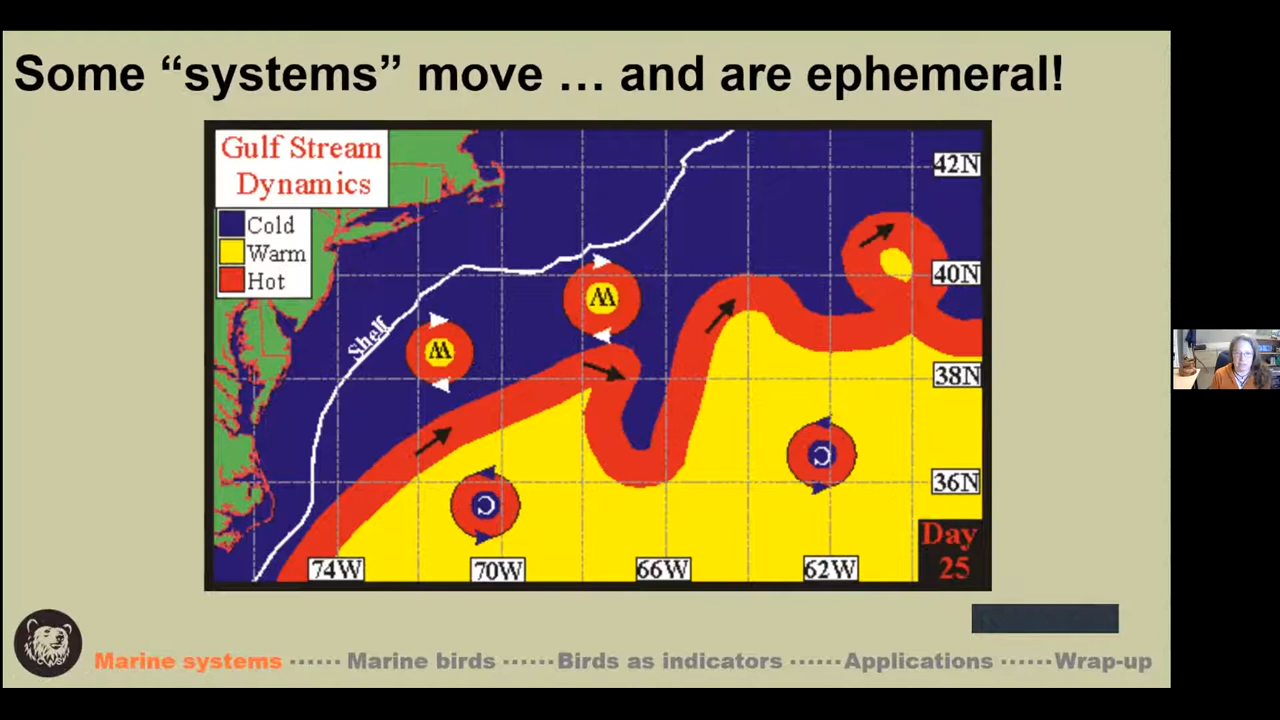 Some “systems” move … and are ephemeral!
Gulf Stream
Dynamics
Cold
Warm
Hot
Shelf
42N
40N
38N
36N
W
W
C
C
74W
70W
66W
62W
Day
25
Marine systems ······ Marine birds ······ Birds as indicators ······ Applications ······ Wrap-up